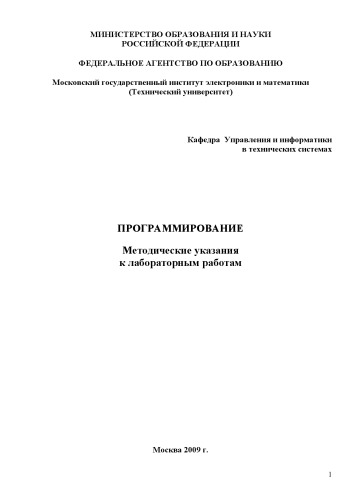 МИНИСТЕРСТВО ОБРАЗОВАНИЯ И НАУКИ
РОССИЙСКОЙ ФЕДЕРАЦИИ
ФЕДЕРАЛЬНОЕ АГЕНТСТВО ПО ОБРАЗОВАНИЮ
Московский государственный институт электроники и математики
(Технический университет)
Кафедра Управления и информатики
в технических системах
ПРОГРАММИРОВАНИЕ
Методические указания
к лабораторным работам
Москва 2009 г.
1